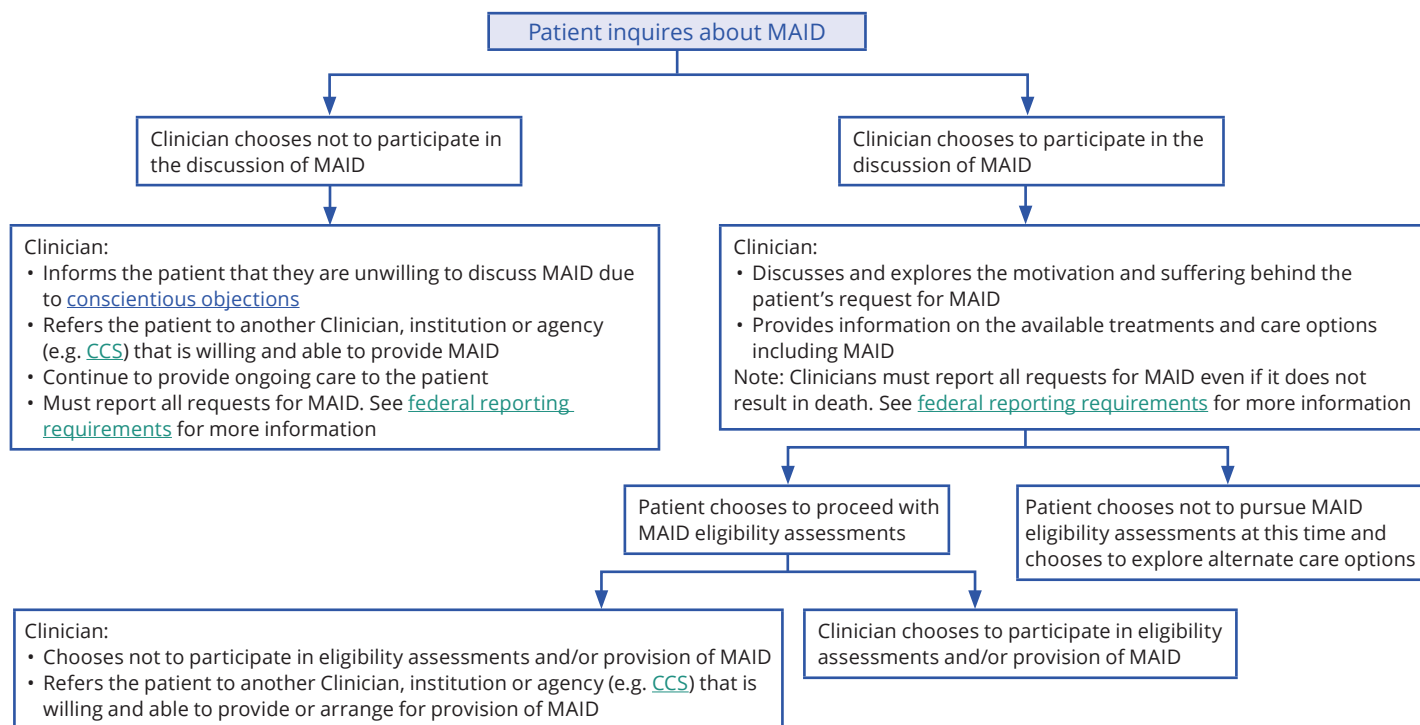 Patient inquires about MAID
Clinician chooses not to participate in
the discussion of MAID
Clinician chooses to participate in the
discussion of MAID
Clinician:
• Informs the patient that they are unwilling to discuss MAID due
to conscientious objections
• Refers the patient to another Clinician, institution or agency
(e.g. CCS) that is willing and able to provide MAID
• Continue to provide ongoing care to the patient
• Must report all requests for MAID. See federal reporting
requirements for more information
Clinician:
• Discusses and explores the motivation and suffering behind the
patient’s request for MAID
• Provides information on the available treatments and care options
including MAID
Note: Clinicians must report all requests for MAID even if it does not
result in death. See federal reporting requirements for more information
Patient chooses to proceed with
MAID eligibility assessments
Patient chooses not to pursue MAID
eligibility assessments at this time and
chooses to explore alternate care options
Clinician:
• Chooses not to participate in eligibility assessments and/or provision of MAID
• Refers the patient to another Clinician, institution or agency (e.g. CCS) that is
willing and able to provide or arrange for provision of MAID
Clinician chooses to participate in eligibility
assessments and/or provision of MAID